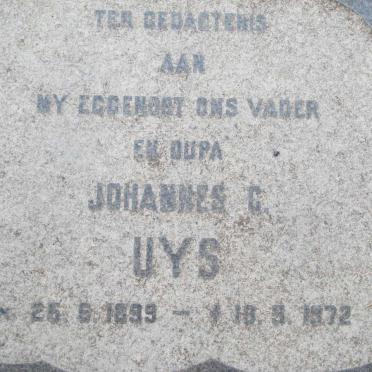 TER GEDAGTENIS
AAN
MY EGGENOOT ONS VADER
EN OUPA
JOHANNES C.
UYS
* 25. 6. 1899 — † 18. 9. 1972